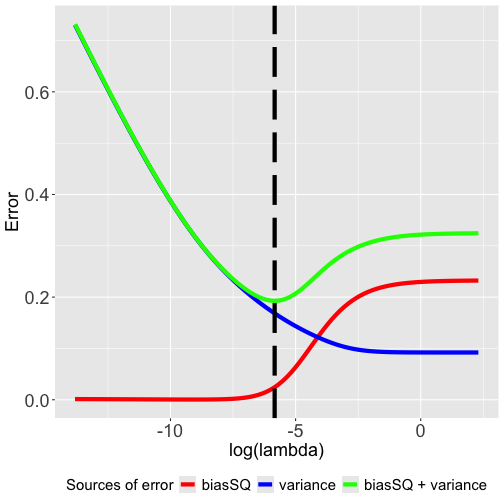 Error
0.6
0.4
0.2
0.0
-10 -5 0
log(lambda)
Sources of error biasSQ variance biasSQ + variance